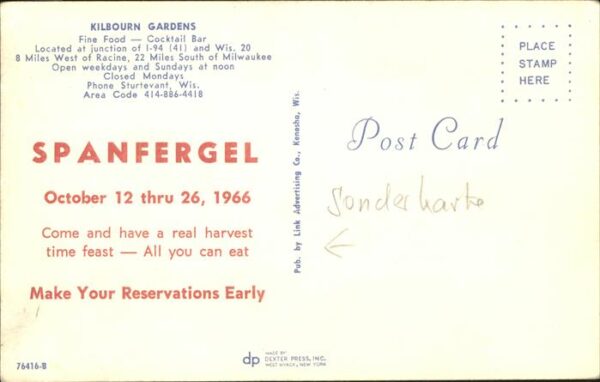 KILBOURN GARDENS
Fine Food — Cocktail Bar
Located at junction of I-94 (41) and Wis. 20
8 Miles West of Racine, 22 Miles South of Milwaukee
Open weekdays and Sundays at noon
Closed Mondays
Phone Sturtevant, Wis.
Area Code 414-886-4418
SPANFERGEL
October 12 thru 26, 1966
Come and have a real harvest
time feast — All you can eat
Make Your Reservations Early
76416-B
Pub. by Link Advertising Co., Kenosha, Wis.
dp
MADE BY
DEXTER PRESS, INC.
WEST NYACK, NEW YORK
Post Card
PLACE
STAMP
HERE
Sonderkarte